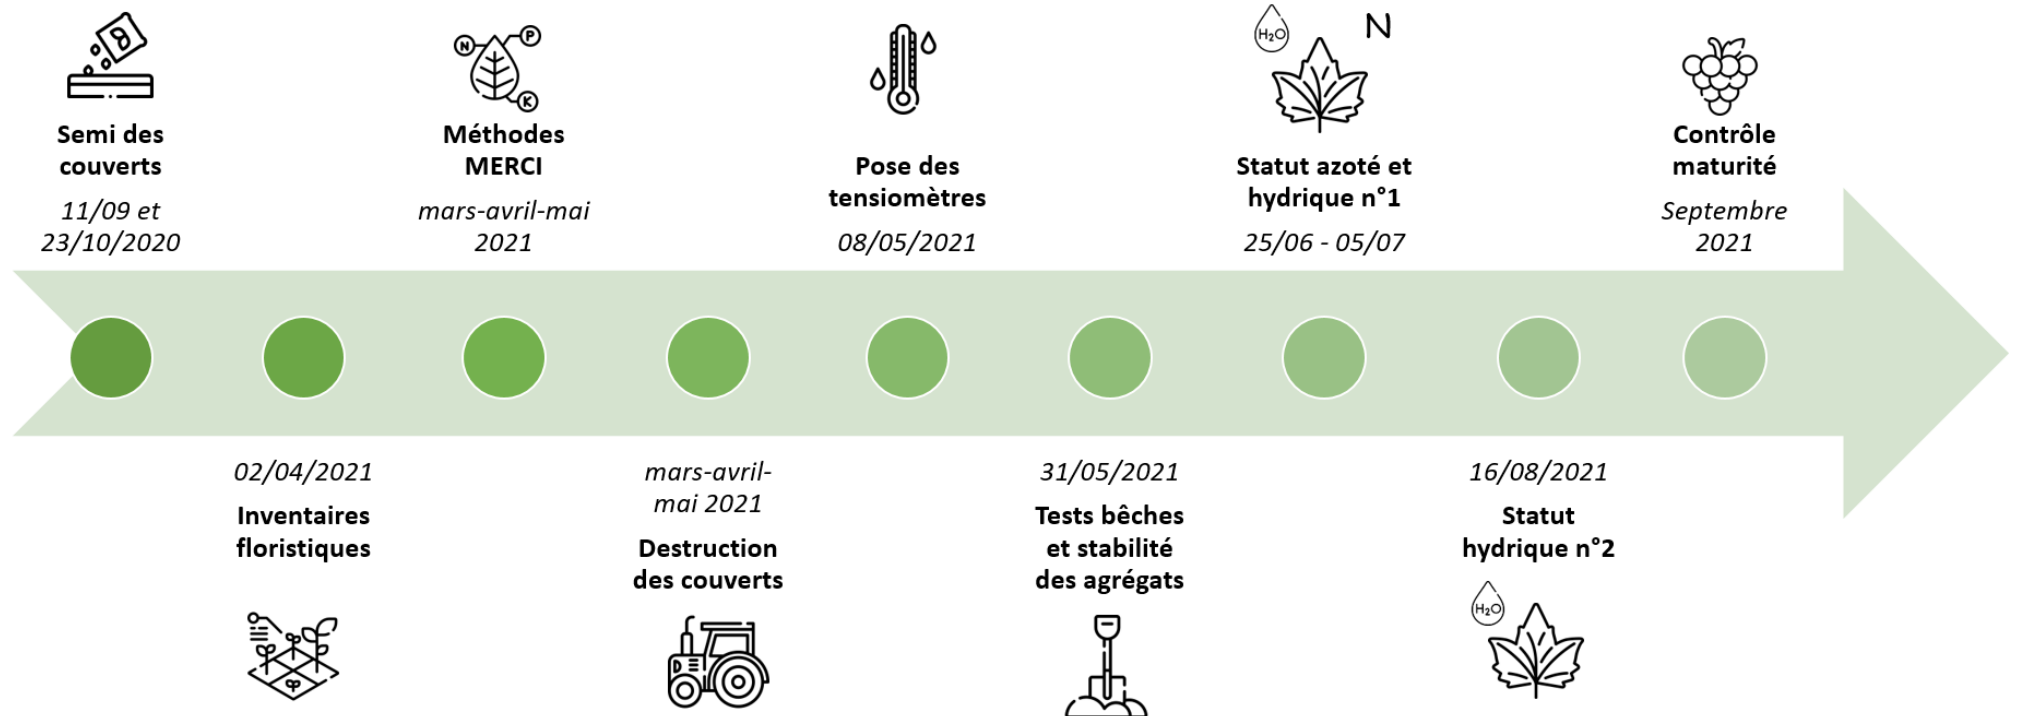 N
P
K
Semi des
couverts
11/09 et
23/10/2020
Méthodes
MERCI
mars-avril-mai
2021
Pose des
tensiomètres
08/05/2021
H₂O
N
Statut azoté et
hydrique n°1
25/06 - 05/07
Contrôle
maturité
Septembre
2021
02/04/2021
Inventaires
floristiques
mars-avril-
mai 2021
Destruction
des couverts
31/05/2021
Tests bêches
et stabilité
des agrégats
16/08/2021
Statut
hydrique n°2
H₂O